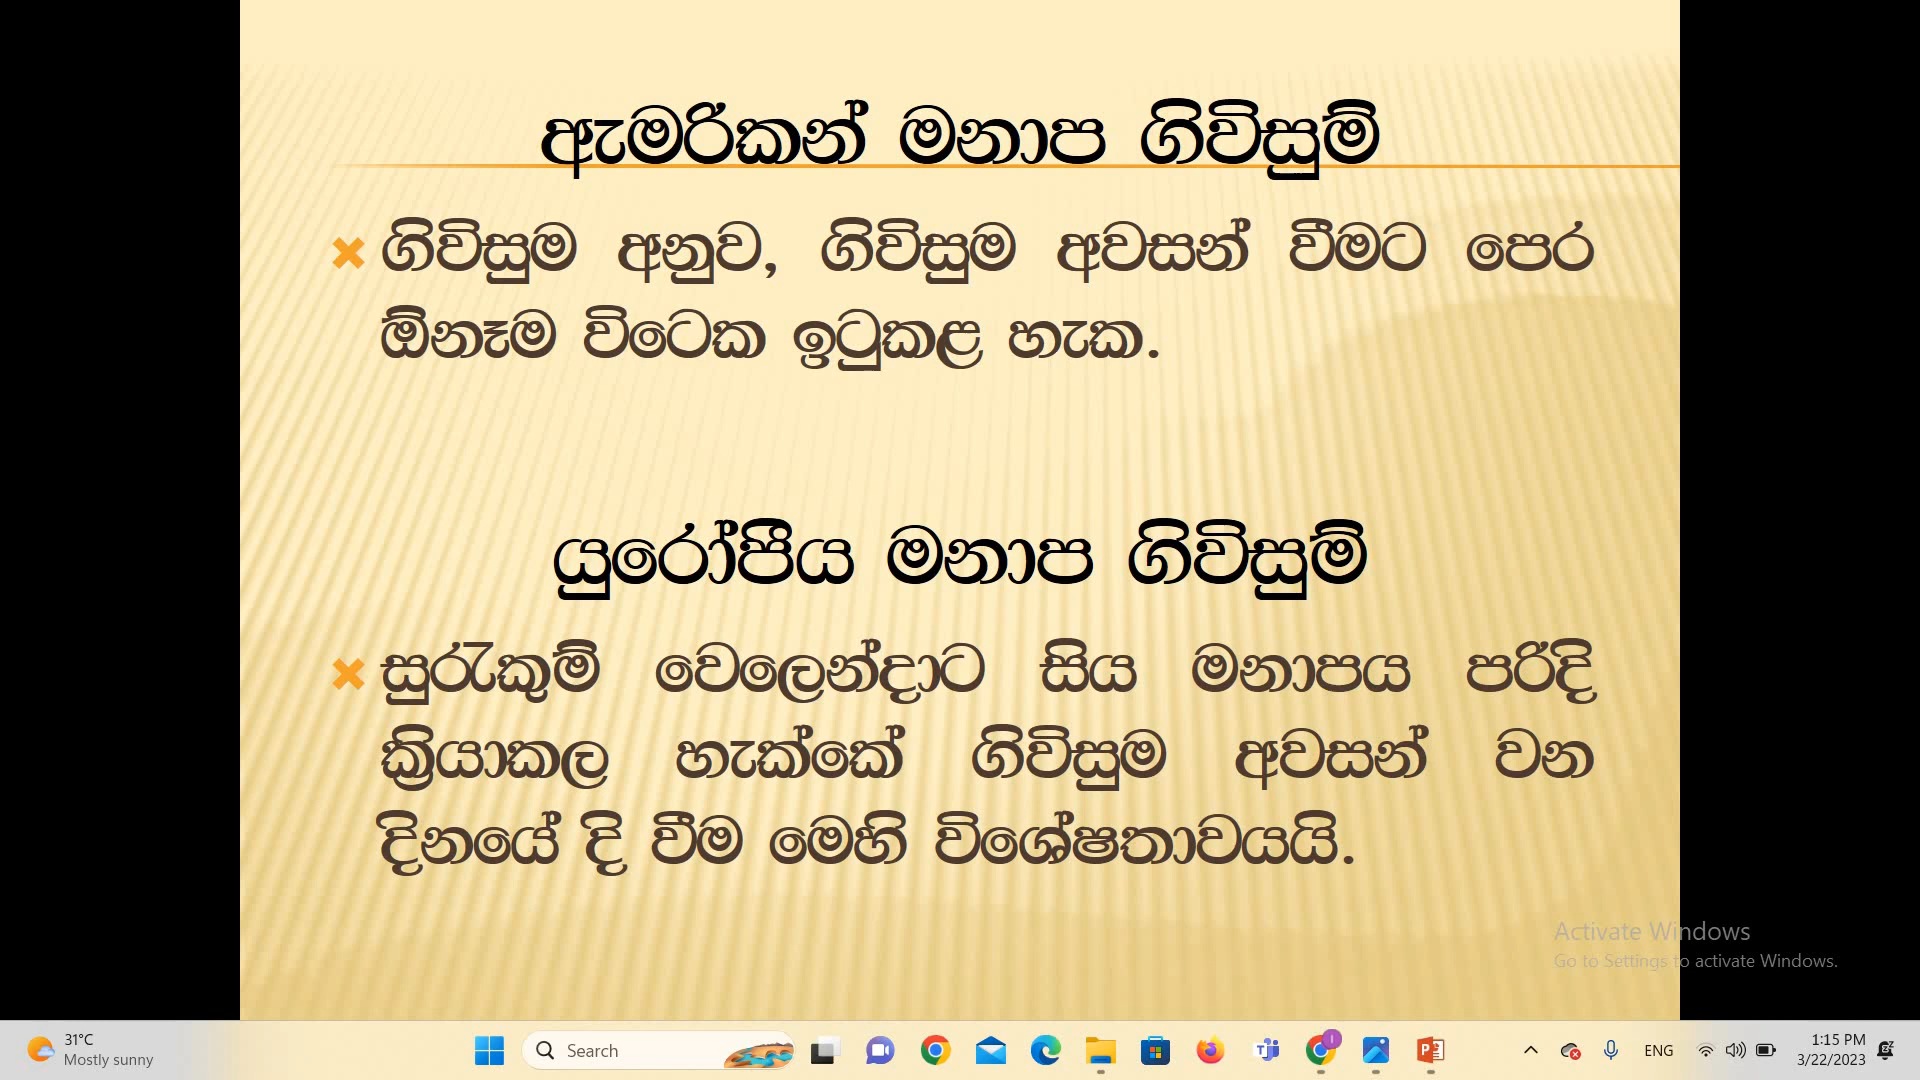 ඇමරිකන් මනාප ගිවිසුම්
ගිවිසුම අනුව, ගිවිසුම අවසන් වීමට පෙර
ඕනෑම විටෙක ඉටුකළ හැක.
යුරෝපීය මනාප ගිවිසුම්
සුරැකුම් වෙළෙන්දාට සිය මනාපය පරිදි
ක්‍රියාකල හැක්කේ ගිවිසුම අවසන් වන
දිනයේ දි වීම මෙහි විශේෂතාවයයි.
Activate Windows
Go to Settings to activate Windows.
31°C
Mostly sunny
Search
ENG
1:15 PM
3/22/2023